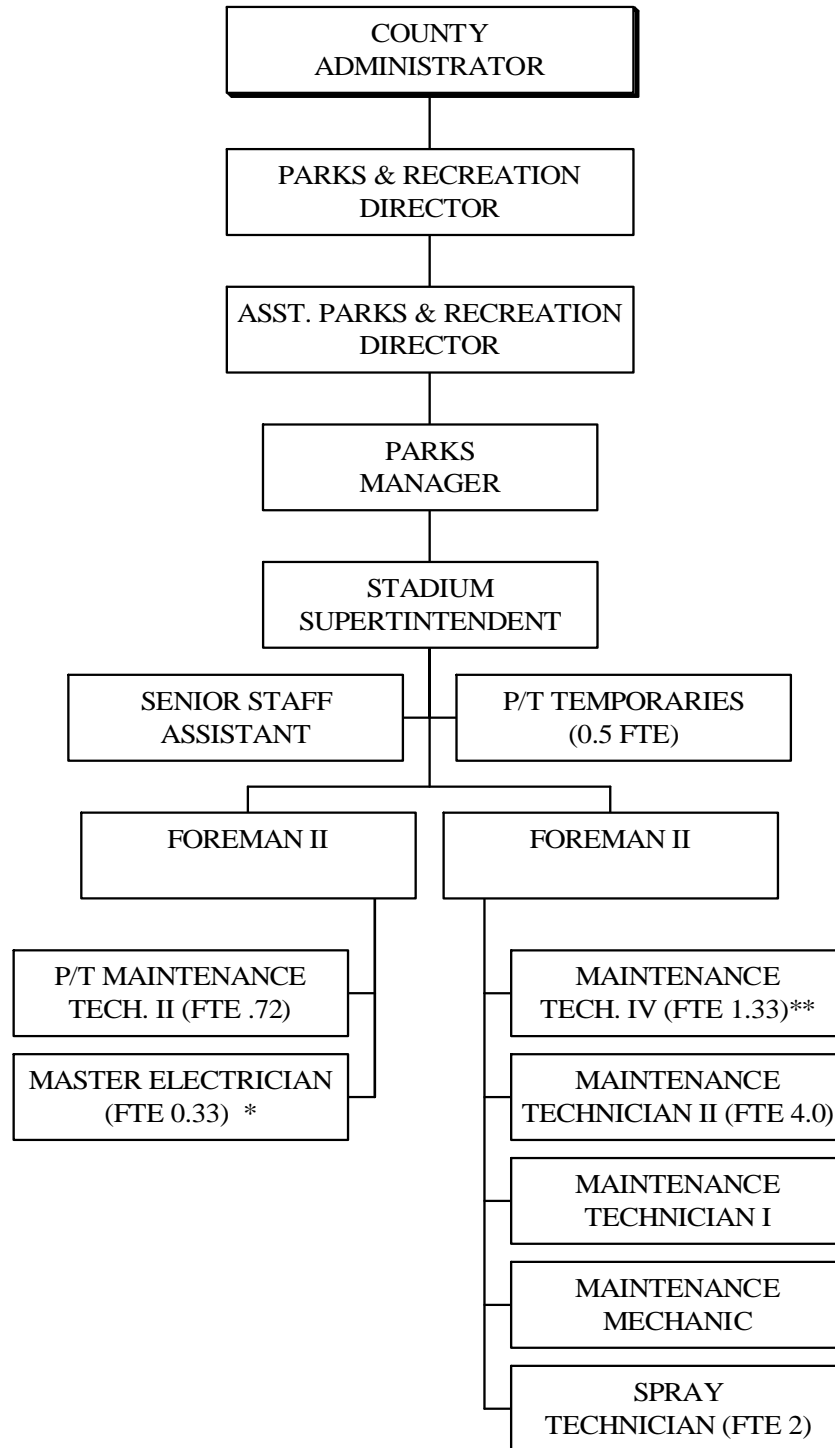 COUNTY
ADMINISTRATOR
PARKS & RECREATION
DIRECTOR
ASST. PARKS & RECREATION
DIRECTOR
PARKS
MANAGER
STADIUM
SUPERTINTENDENT
SENIOR STAFF
ASSISTANT
P/T TEMPORARIES
(0.5 FTE)
FOREMAN II
FOREMAN II
P/T MAINTENANCE
TECH. II (FTE .72)
MASTER ELECTRICIAN
(FTE 0.33) *
MAINTENANCE
TECH. IV (FTE 1.33)**
MAINTENANCE
TECHNICIAN II (FTE 4.0)
MAINTENANCE
TECHNICIAN I
MAINTENANCE
MECHANIC
SPRAY
TECHNICIAN (FTE 2)